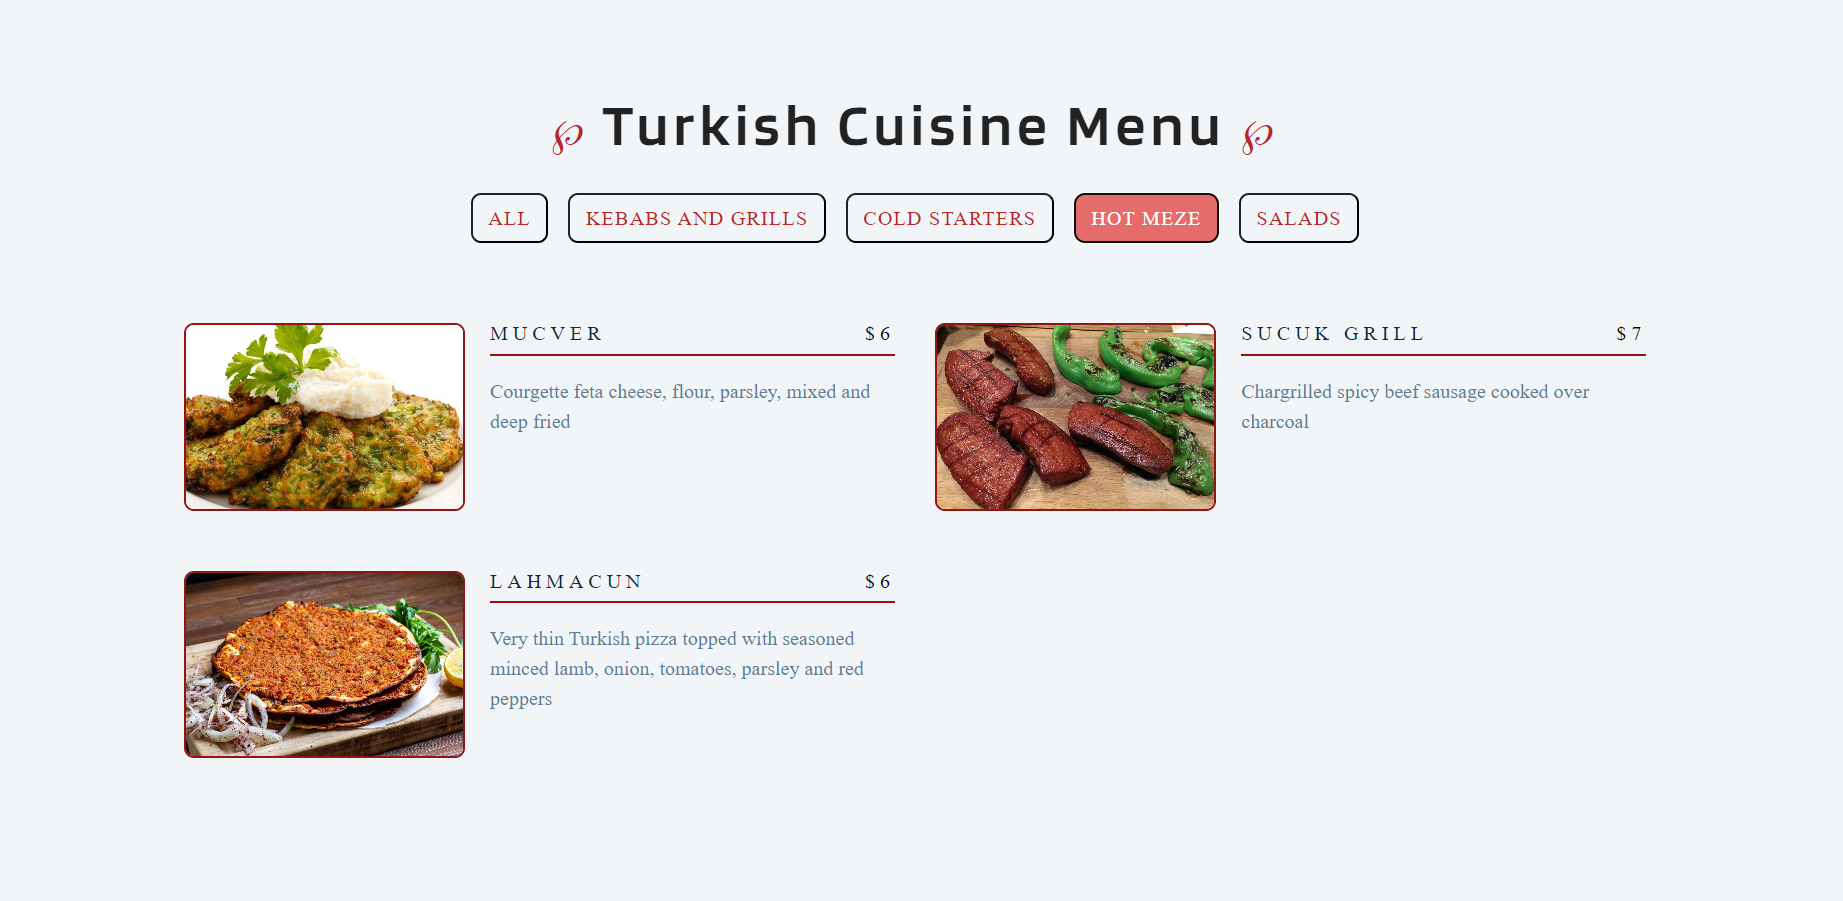 ℘ Turkish Cuisine Menu ℘
ALL
KEBABS AND GRILLS
COLD STARTERS
HOT MEZE
SALADS
MUCVER $ 6
Courgette feta cheese, flour, parsley, mixed and
deep fried
SUCUK GRILL $ 7
Chargrilled spicy beef sausage cooked over
charcoal
LAHMACUN $ 6
Very thin Turkish pizza topped with seasoned
minced lamb, onion, tomatoes, parsley and red
peppers